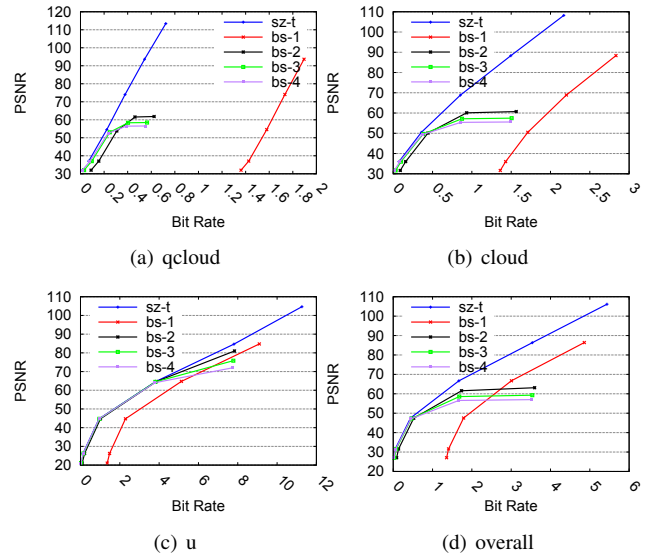 120
110
100
90
80
70
60
50
40
30
PSNR
sz-t
bs-1
bs-2
bs-3
bs-4
0 0.2 0.4 0.6 0.8 1 1.2 1.4 1.6 1.8 2
Bit Rate
(a) qcloud
110
100
90
80
70
60
50
40
30
PSNR
sz-t
bs-1
bs-2
bs-3
bs-4
0 0.5 1 1.5 2 2.5 3
Bit Rate
(b) cloud
110
100
90
80
70
60
50
40
30
20
PSNR
sz-t
bs-1
bs-2
bs-3
bs-4
0 2 4 6 8 10 12
Bit Rate
(c) u
110
100
90
80
70
60
50
40
30
20
PSNR
sz-t
bs-1
bs-2
bs-3
bs-4
0 1 2 3 4 5 6
Bit Rate
(d) overall